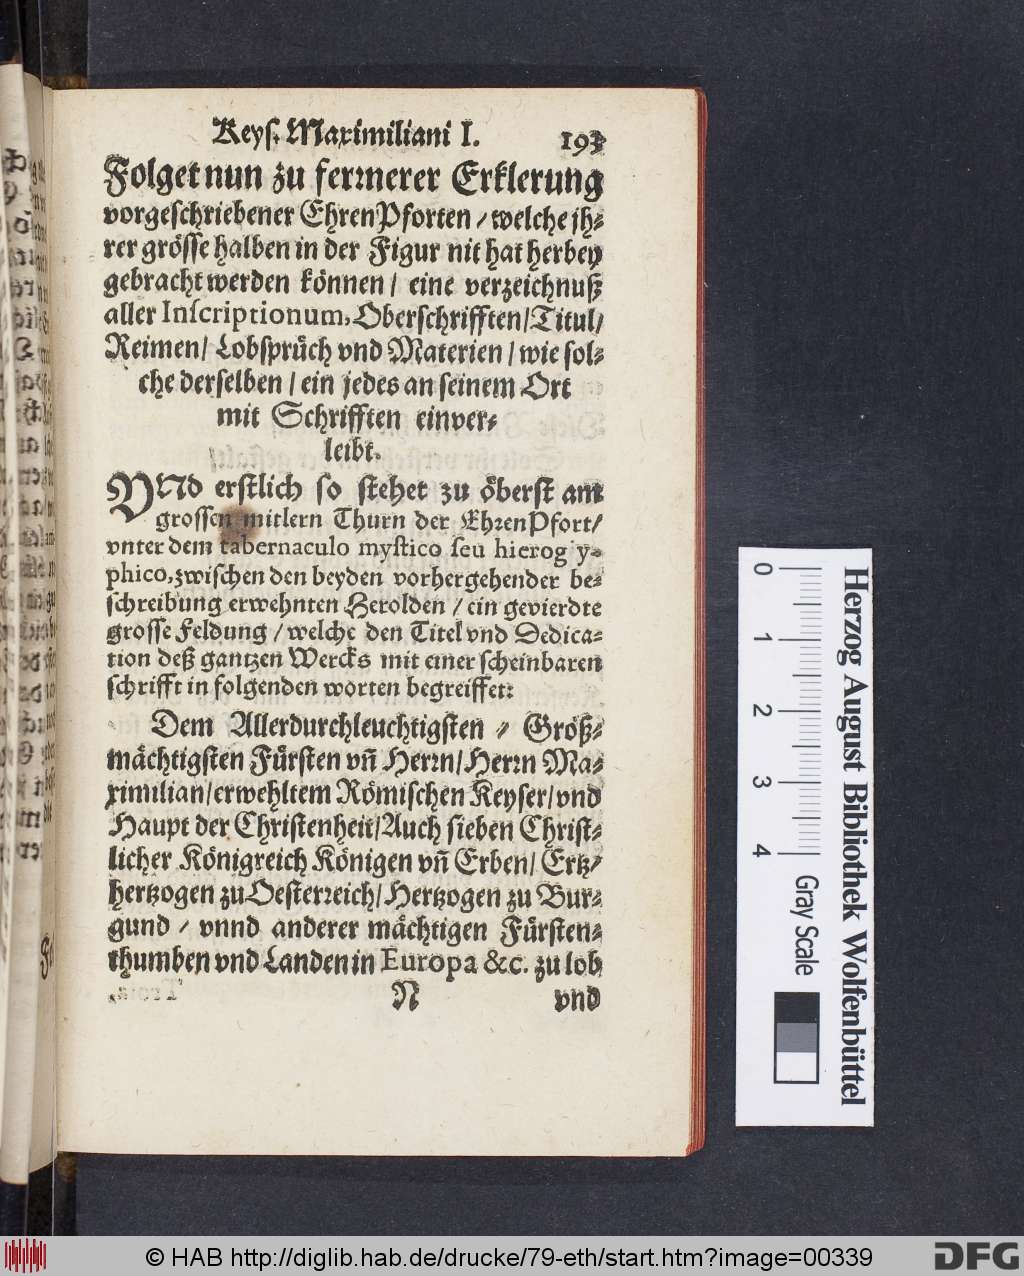 Keys. Maximiliani I. 193
Folget nun zu fernerer Erklerung
vorgeschriebener EhrenPforten / welche jh-
rer grösse halben in der Figur nit hat herbey
gebracht werden können / eine verzeichnuß
aller Inscriptionum, Oberschrifften / Titul /
Reimen / Lobsprüch vnd Materien / wie sol-
che derselben / ein jedes an seinem Ort
mit Schrifften einver-
leibt.
VNd erstlich so stehet zu öberst am
grossen mitlern Thurn der EhrenPfort /
vnter dem tabernaculo mystico seu hierog y-
phico, zwischen den beyden vorhergehender be-
schreibung erwehnten Herolden / ein gevierdte
grosse Feldung / welche den Titel vnd Dedica-
tion deß gantzen Wercks mit einer scheinbaren
schrifft in folgenden worten begreiffet:
Dem Allerdurchleuchtigsten / Groß-
mächtigsten Fürsten vñ Herrn / Herrn Ma-
ximilian / erwehltem Römischen Keyser / vnd
Haupt der Christenheit / Auch sieben Christ-
licher Königreich Königen vñ Erben / Ertz-
hertzogen zu Oesterreich / Hertzogen zu Bur-
gund / vnnd anderer mächtigen Fürsten-
thumben vnd Landen in Europa &c. zu lob
N vnd
0 1 2 3 4
Gray Scale
Herzog August Bibliothek Wolfenbüttel
© HAB http://diglib.hab.de/drucke/79-eth/start.htm?image=00339
DFG